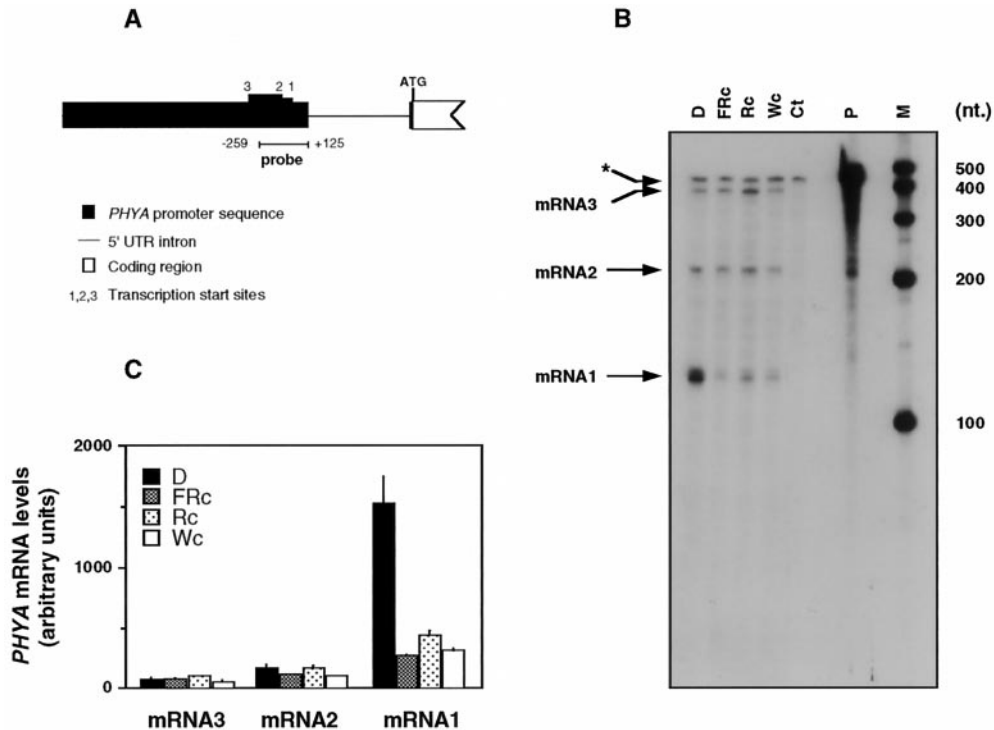 A
3 2 1
ATG
-259 +125
probe
PHYA promoter sequence
5' UTR intron
Coding region
1,2,3 Transcription start sites
B
D FRc Rc Wc Ct P M (nt.)
*
mRNA3
mRNA2
mRNA1
500
400
300
200
100
C
PHYA mRNA levels
(arbitrary units)
2000
1000
0
D
FRc
Rc
Wc
mRNA3 mRNA2 mRNA1